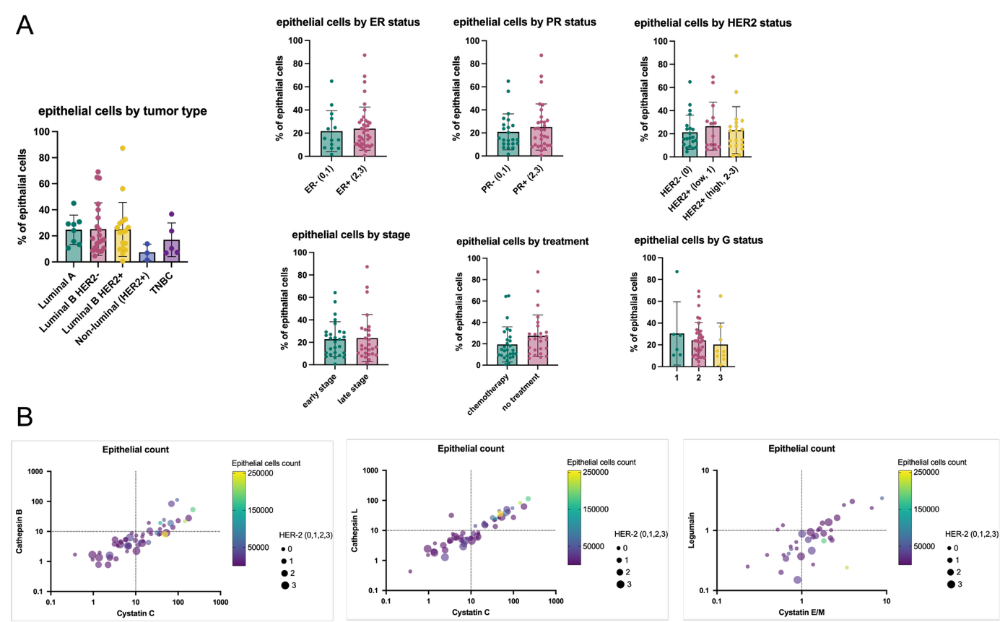 A
epithelial cells by tumor type
% of epithalial cells
100
80
60
40
20
0
Luminal A
Luminal B HER2-
Luminal B HER2+
Non-luminal (HER2+)
TNBC
epithelial cells by ER status
% of epithalial cells
100
80
60
40
20
0
ER- (0,1)
ER+ (2,3)
epithelial cells by PR status
% of epithalial cells
100
80
60
40
20
0
PR- (0,1)
PR+ (2,3)
epithelial cells by HER2 status
% of epithalial cells
100
80
60
40
20
0
HER2- (0)
HER2+ (low, 1)
HER2+ (high, 2-3)
epithelial cells by stage
% of epithalial cells
100
80
60
40
20
0
early stage
late stage
epithelial cells by treatment
% of epithalial cells
100
80
60
40
20
0
chemotherapy
no treatment
epithelial cells by G status
% of epithalial cells
100
80
60
40
20
0
1
2
3
B
Epithelial count
Cathepsin B
1000
100
10
1
0.1
0.1
1
10
100
1000
Cystatin C
Epithelial cells count
250000
150000
50000
HER-2 (0,1,2,3)
0
1
2
3
Epithelial count
Cathepsin L
1000
100
10
1
0.1
0.1
1
10
100
1000
Cystatin C
Epithelial cells count
250000
150000
50000
HER-2 (0,1,2,3)
0
1
2
3
Epithelial count
Legumain
10
1
0.1
0.1
1
10
Cystatin E/M
Epithelial cells count
250000
150000
50000
HER-2 (0,1,2,3)
0
1
2
3